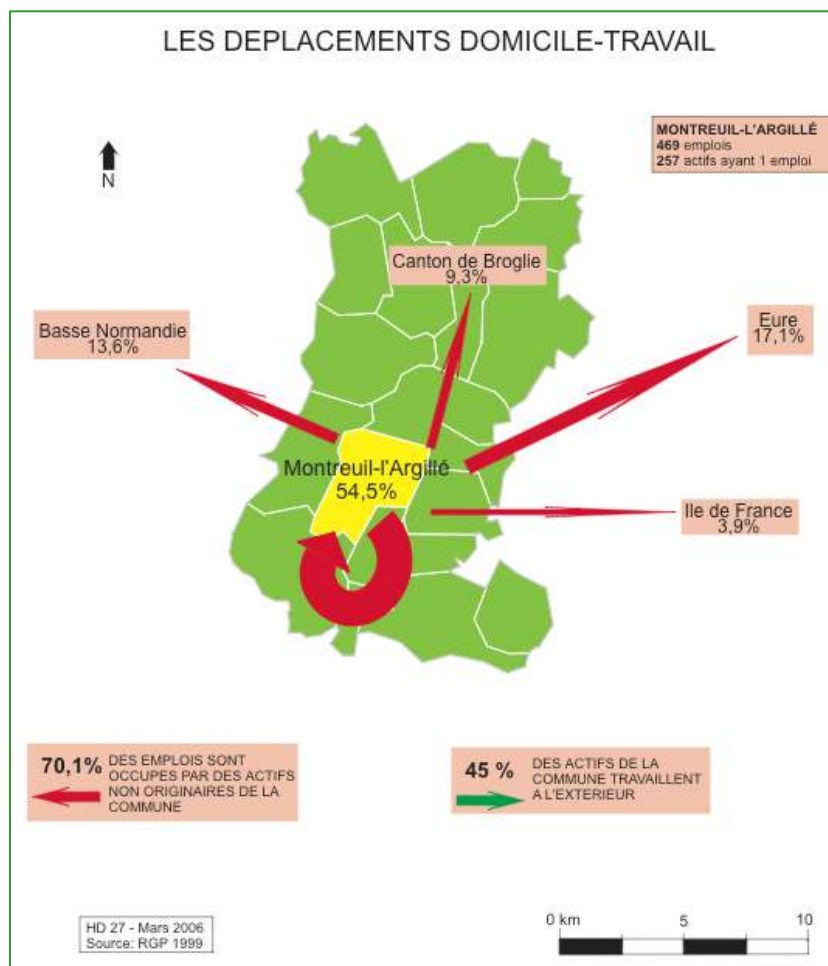 LES DEPLACEMENTS DOMICILE-TRAVAIL
MONTREUIL-L'ARGILLÉ
469 emplois
257 actifs ayant 1 emploi
N
Canton de Broglie
9,3%
Basse Normandie
13,6%
Eure
17,1%
Montreuil-l'Argillé
54,5%
Ile de France
3,9%
70,1% DES EMPLOIS SONT
OCCUPES PAR DES ACTIFS
NON ORIGINAIRES DE LA
COMMUNE
45 % DES ACTIFS DE LA
COMMUNE TRAVAILLENT
A L'EXTERIEUR
HD 27 - Mars 2006
Source: RGP 1999
0 km 5 10